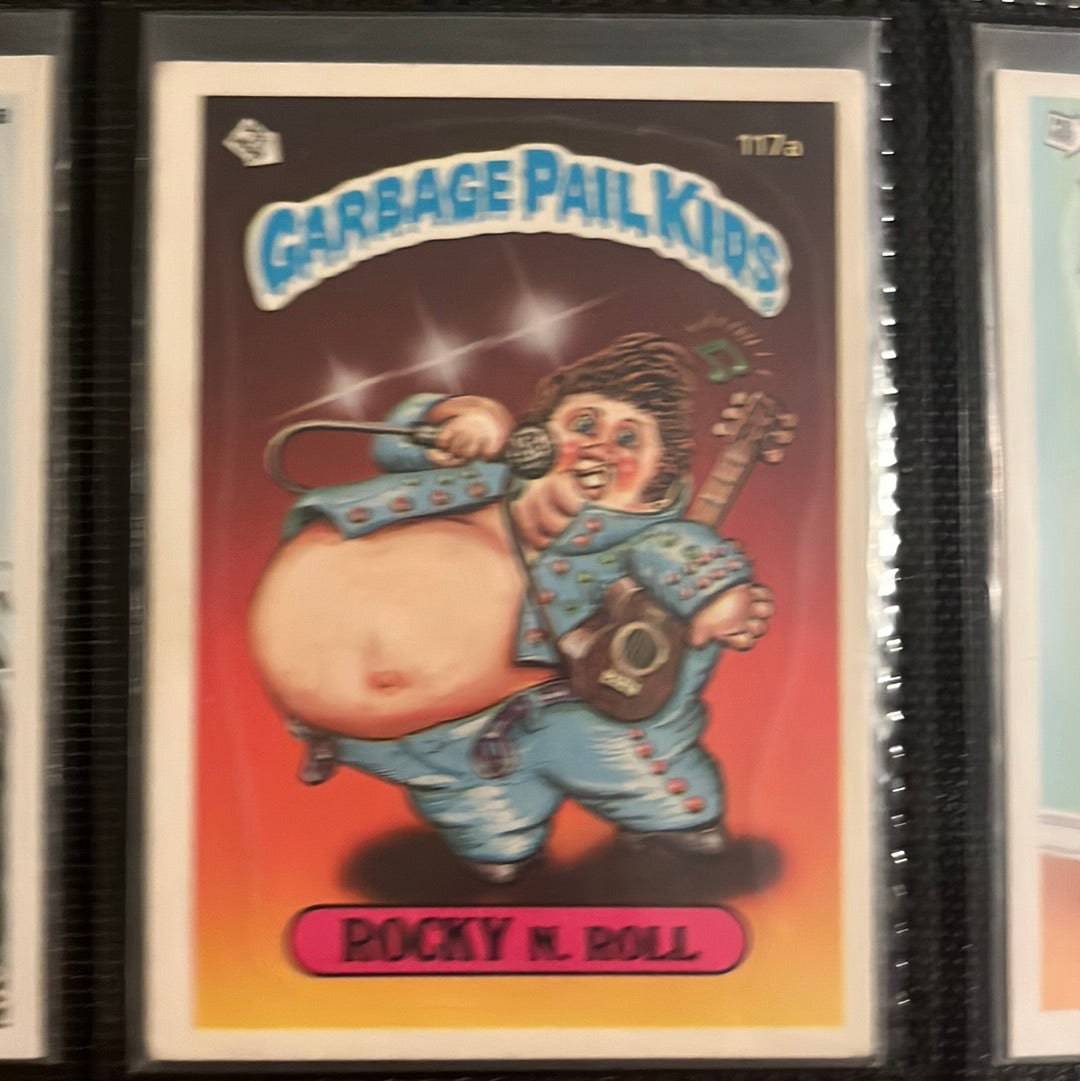 117a
GARBAGE PAIL KIDS
ROCKY N. ROLL